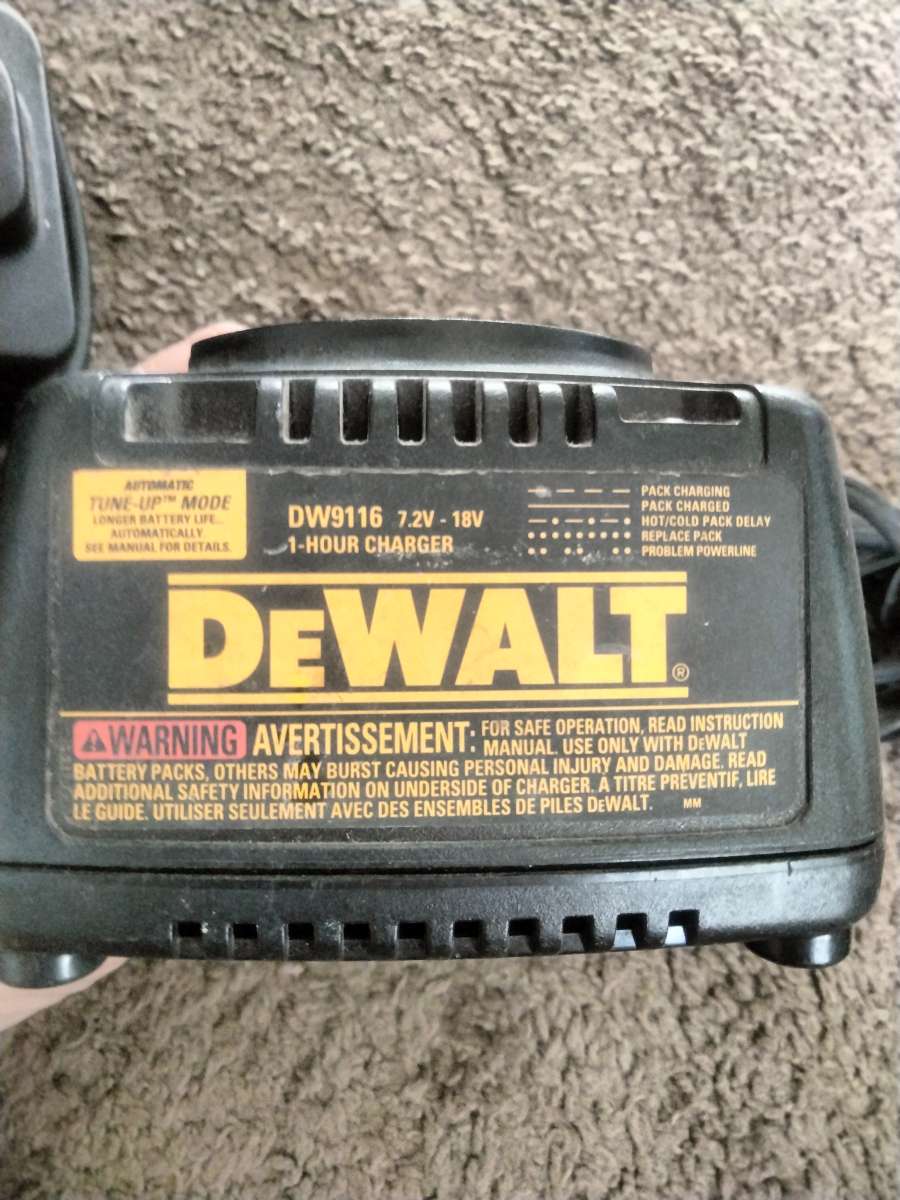 AUTOMATIC
TUNE-UP™ MODE
LONGER BATTERY LIFE...
AUTOMATICALLY.
SEE MANUAL FOR DETAILS.
DW9116 7.2V - 18V
1-HOUR CHARGER
PACK CHARGING
PACK CHARGED
HOT/COLD PACK DELAY
REPLACE PACK
PROBLEM POWERLINE
DEWALT®
WARNING AVERTISSEMENT: FOR SAFE OPERATION, READ INSTRUCTION
MANUAL. USE ONLY WITH DEWALT
BATTERY PACKS, OTHERS MAY BURST CAUSING PERSONAL INJURY AND DAMAGE. READ
ADDITIONAL SAFETY INFORMATION ON UNDERSIDE OF CHARGER. A TITRE PREVENTIF, LIRE
LE GUIDE. UTILISER SEULEMENT AVEC DES ENSEMBLES DE PILES DEWALT. MM